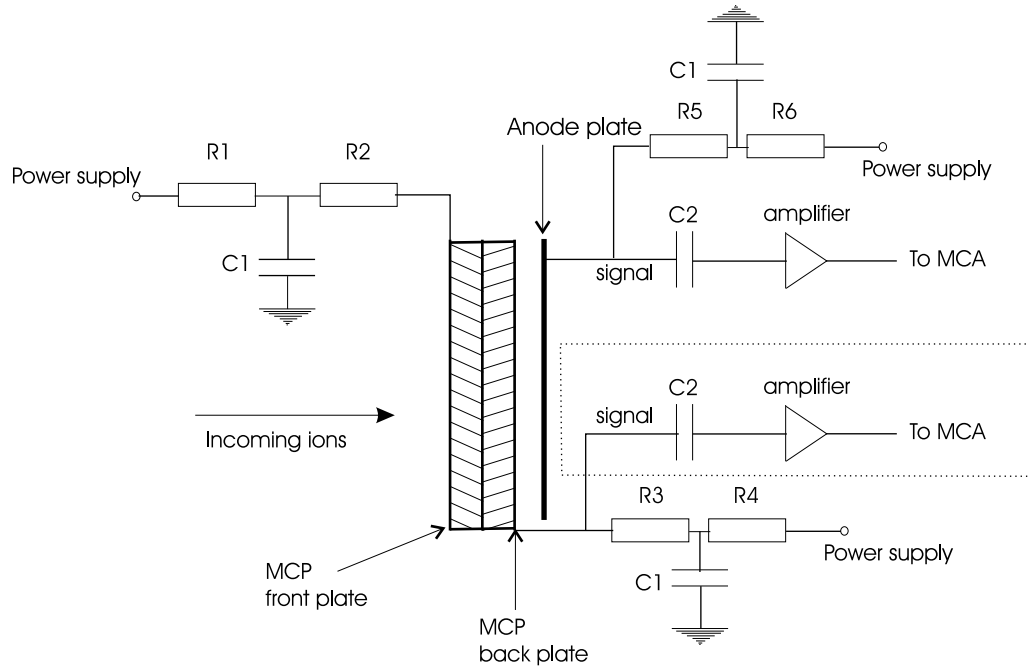 C1
R5
R6
Anode plate
Power supply
R1
R2
Power supply
C1
C2
amplifier
signal
To MCA
C2
amplifier
signal
To MCA
Incoming ions
R3
R4
Power supply
C1
MCP
front plate
MCP
back plate